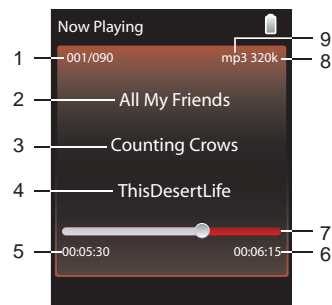 Now Playing
9
1 001/090 mp3 320k 8
2 All My Friends
3 Counting Crows
4 ThisDesertLife
7
5 00:05:30 00:06:15 6